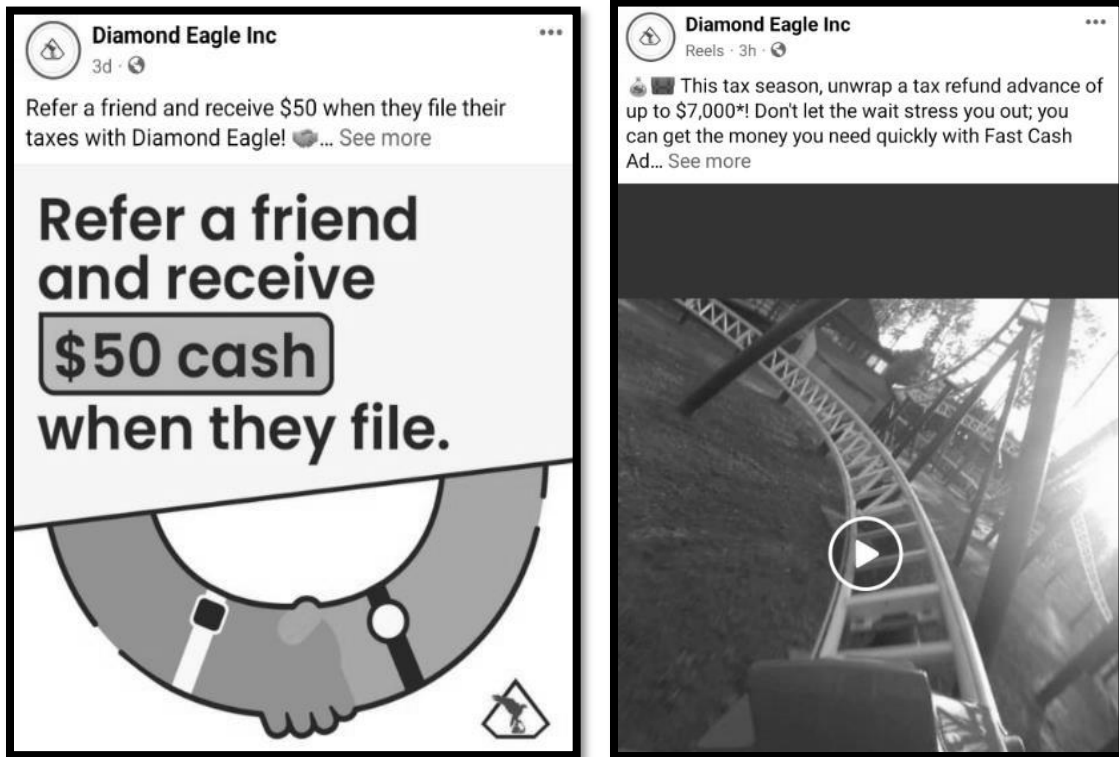 Diamond Eagle Inc
3d ·
Refer a friend and receive $50 when they file their
taxes with Diamond Eagle! ... See more
Refer a friend
and receive
$50 cash
when they file.
Diamond Eagle Inc
Reels · 3h ·
This tax season, unwrap a tax refund advance of
up to $7,000*! Don't let the wait stress you out; you
can get the money you need quickly with Fast Cash
Ad... See more